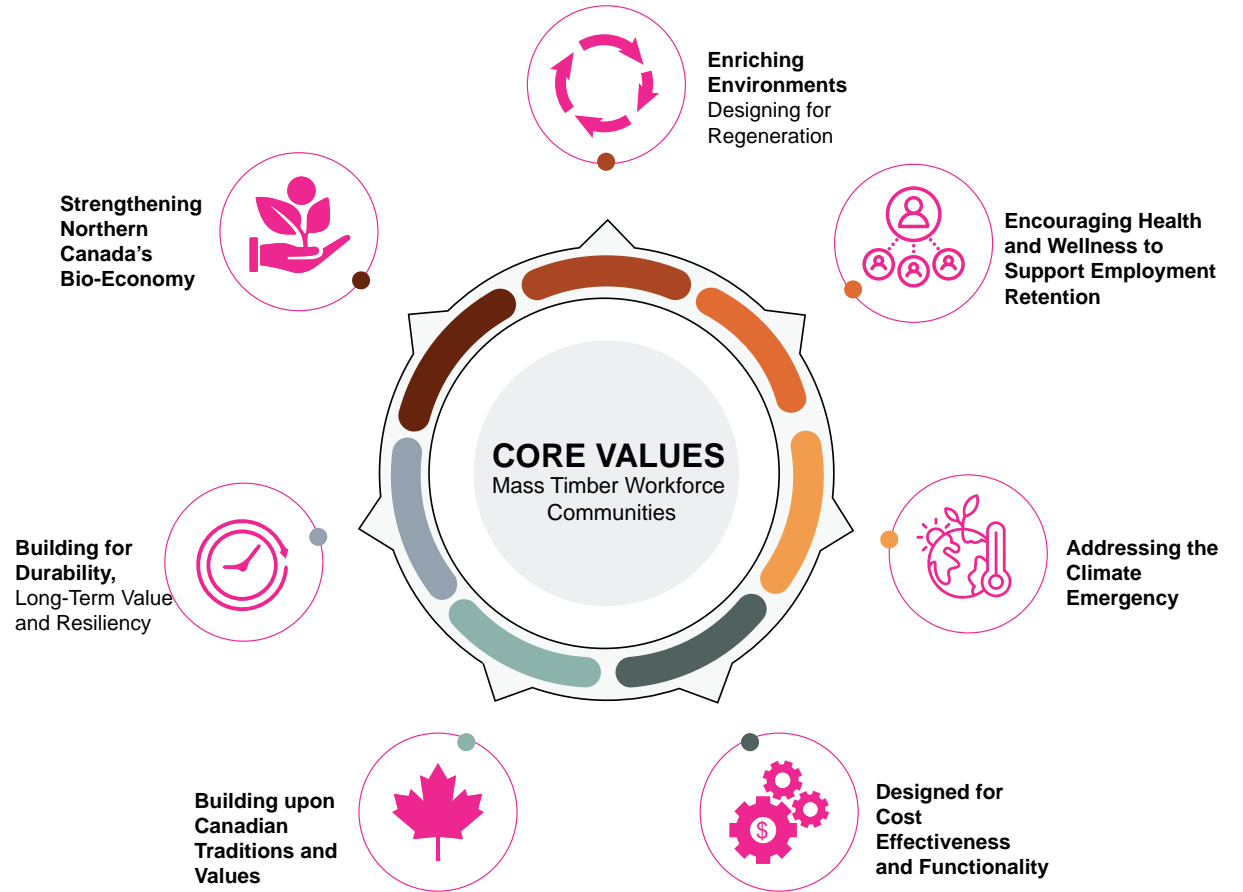 Enriching
Environments
Designing for
Regeneration
Strengthening
Northern
Canada’s
Bio-Economy
Encouraging Health
and Wellness to
Support Employment
Retention
CORE VALUES
Mass Timber Workforce
Communities
Building for
Durability,
Long-Term Value
and Resiliency
Addressing the
Climate
Emergency
Building upon
Canadian
Traditions and
Values
$
Designed for
Cost
Effectiveness
and Functionality